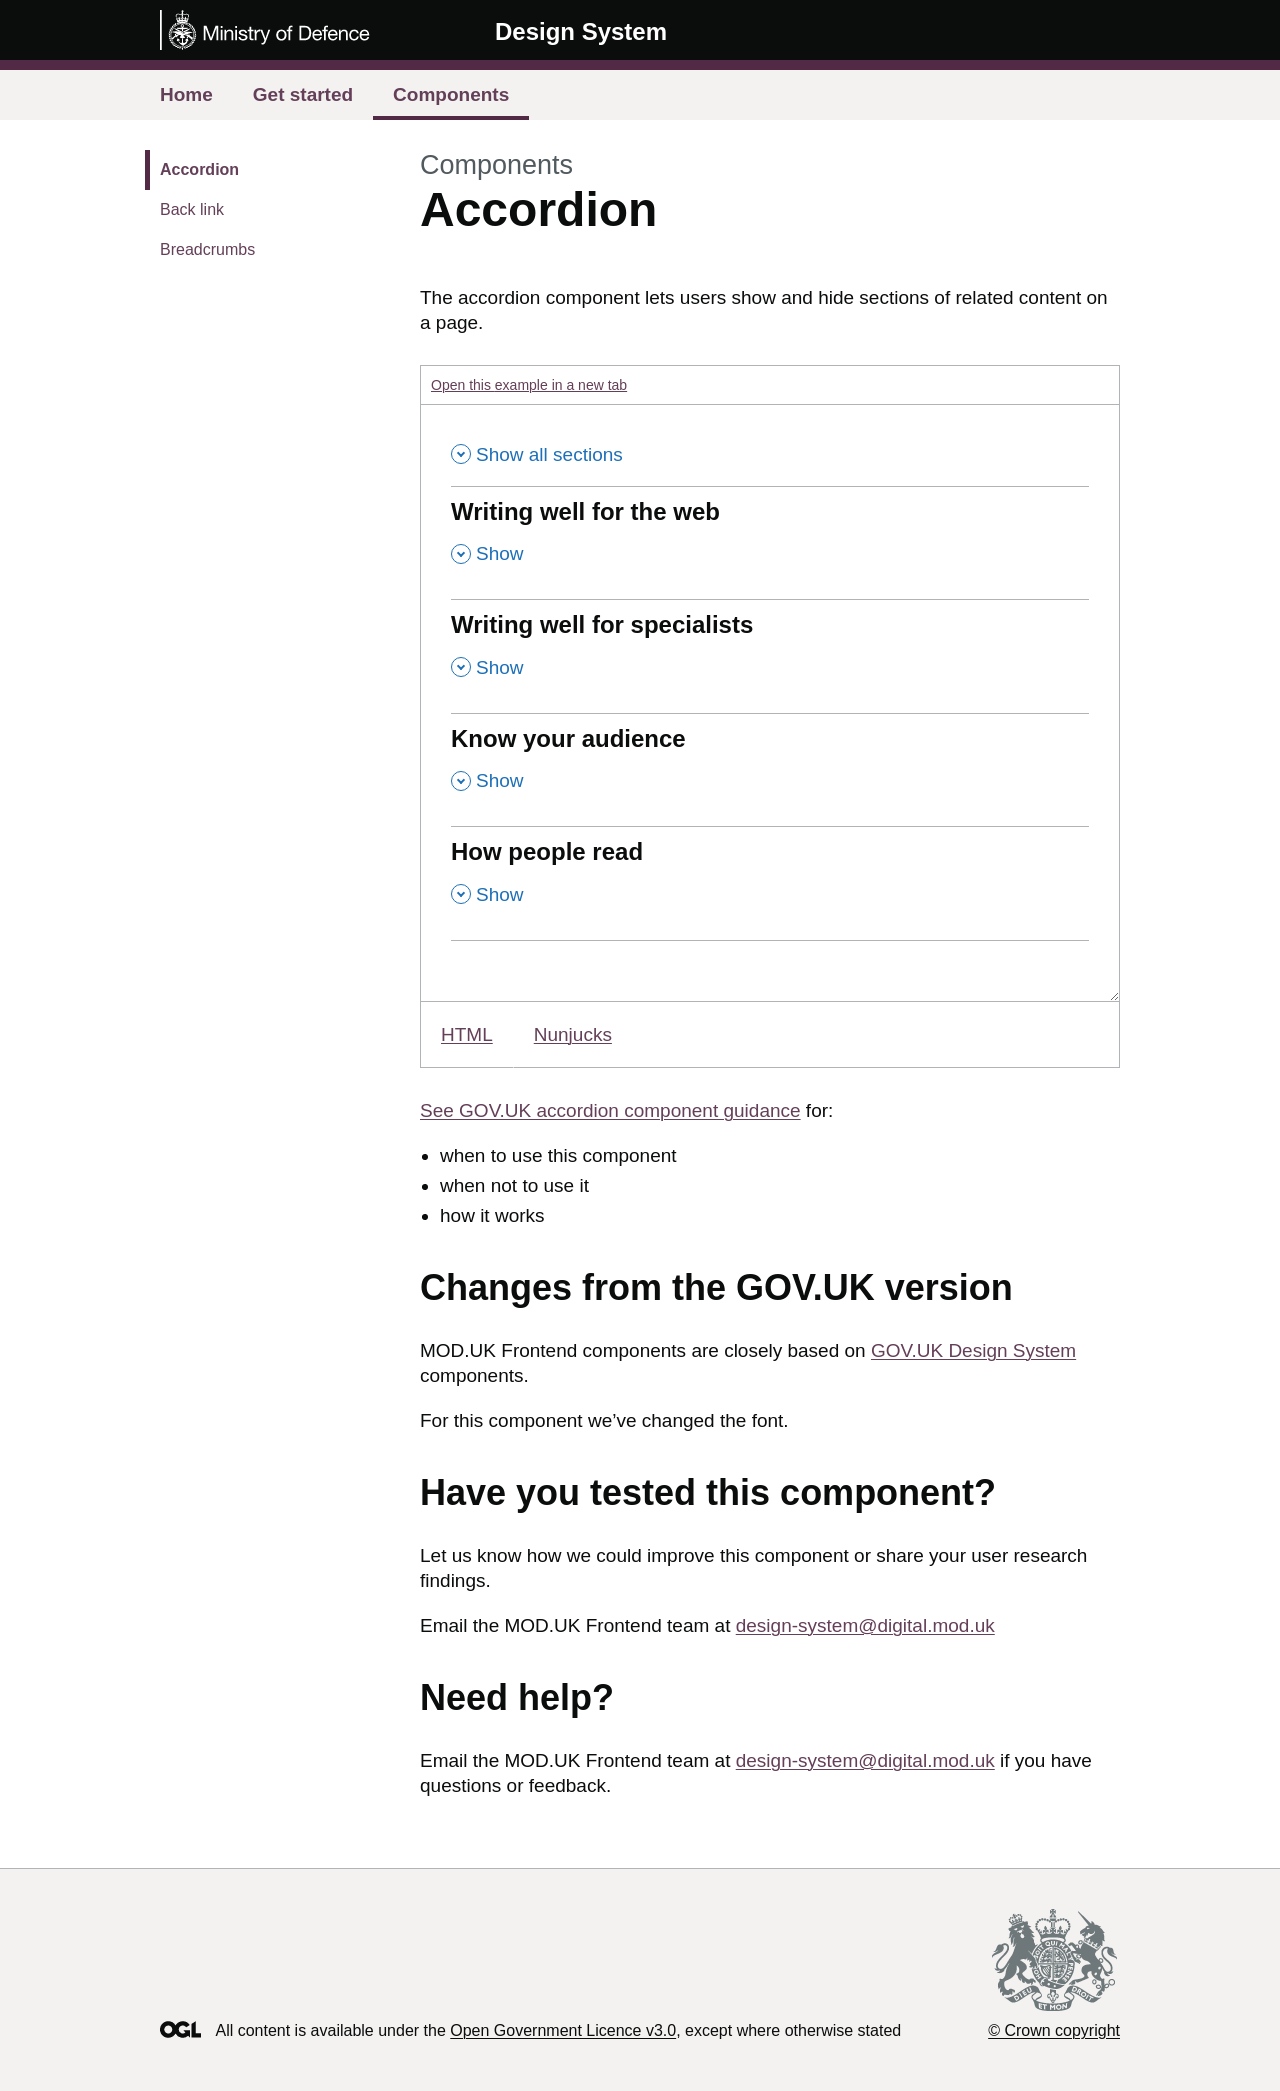 Ministry of Defence
Design System
Home
Get started
Components
Accordion
Back link
Breadcrumbs
Components
Accordion
The accordion component lets users show and hide sections of related content on
a page.
Open this example in a new tab
Show all sections
Writing well for the web
Show
Writing well for specialists
Show
Know your audience
Show
How people read
Show
HTML
Nunjucks
See GOV.UK accordion component guidance for:
• when to use this component
• when not to use it
• how it works
Changes from the GOV.UK version
MOD.UK Frontend components are closely based on GOV.UK Design System
components.
For this component we’ve changed the font.
Have you tested this component?
Let us know how we could improve this component or share your user research
findings.
Email the MOD.UK Frontend team at design-system@digital.mod.uk
Need help?
Email the MOD.UK Frontend team at design-system@digital.mod.uk if you have
questions or feedback.
DIEU ET MON DROIT
OGL
All content is available under the Open Government Licence v3.0, except where otherwise stated
© Crown copyright